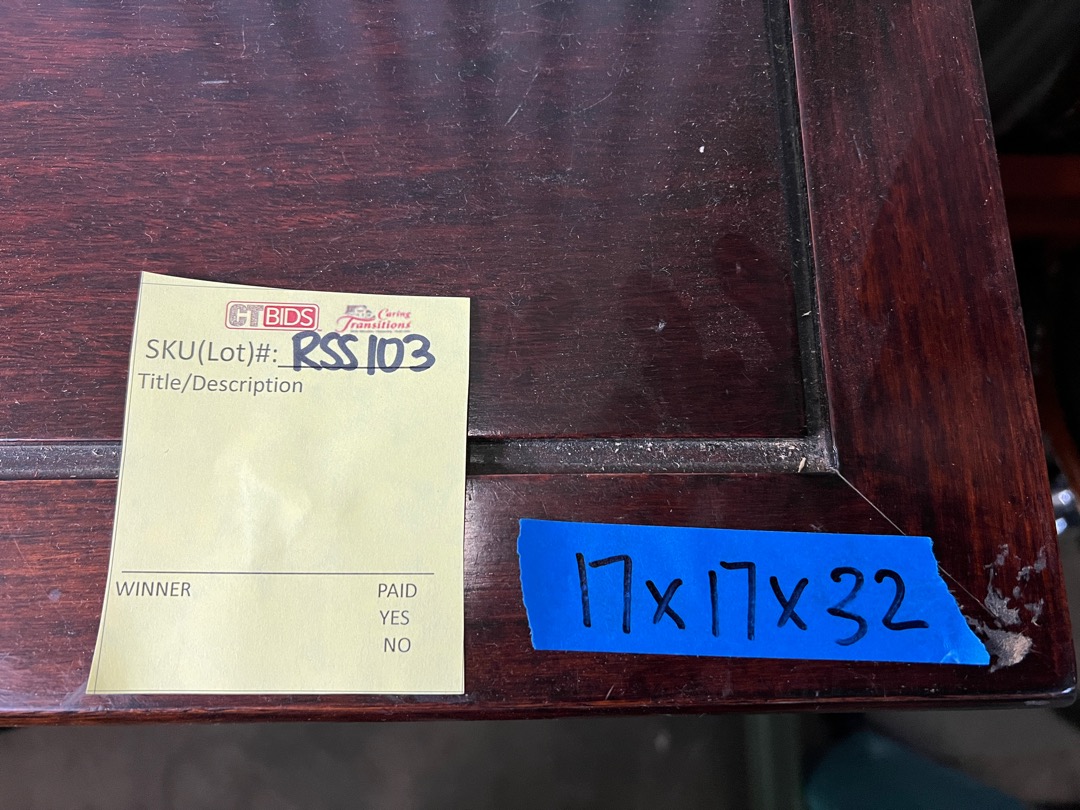 CTBIDS
Caring
Transitions
SKU(Lot)#: RSS103
Title/Description
WINNER
PAID
YES
NO
17x17x32